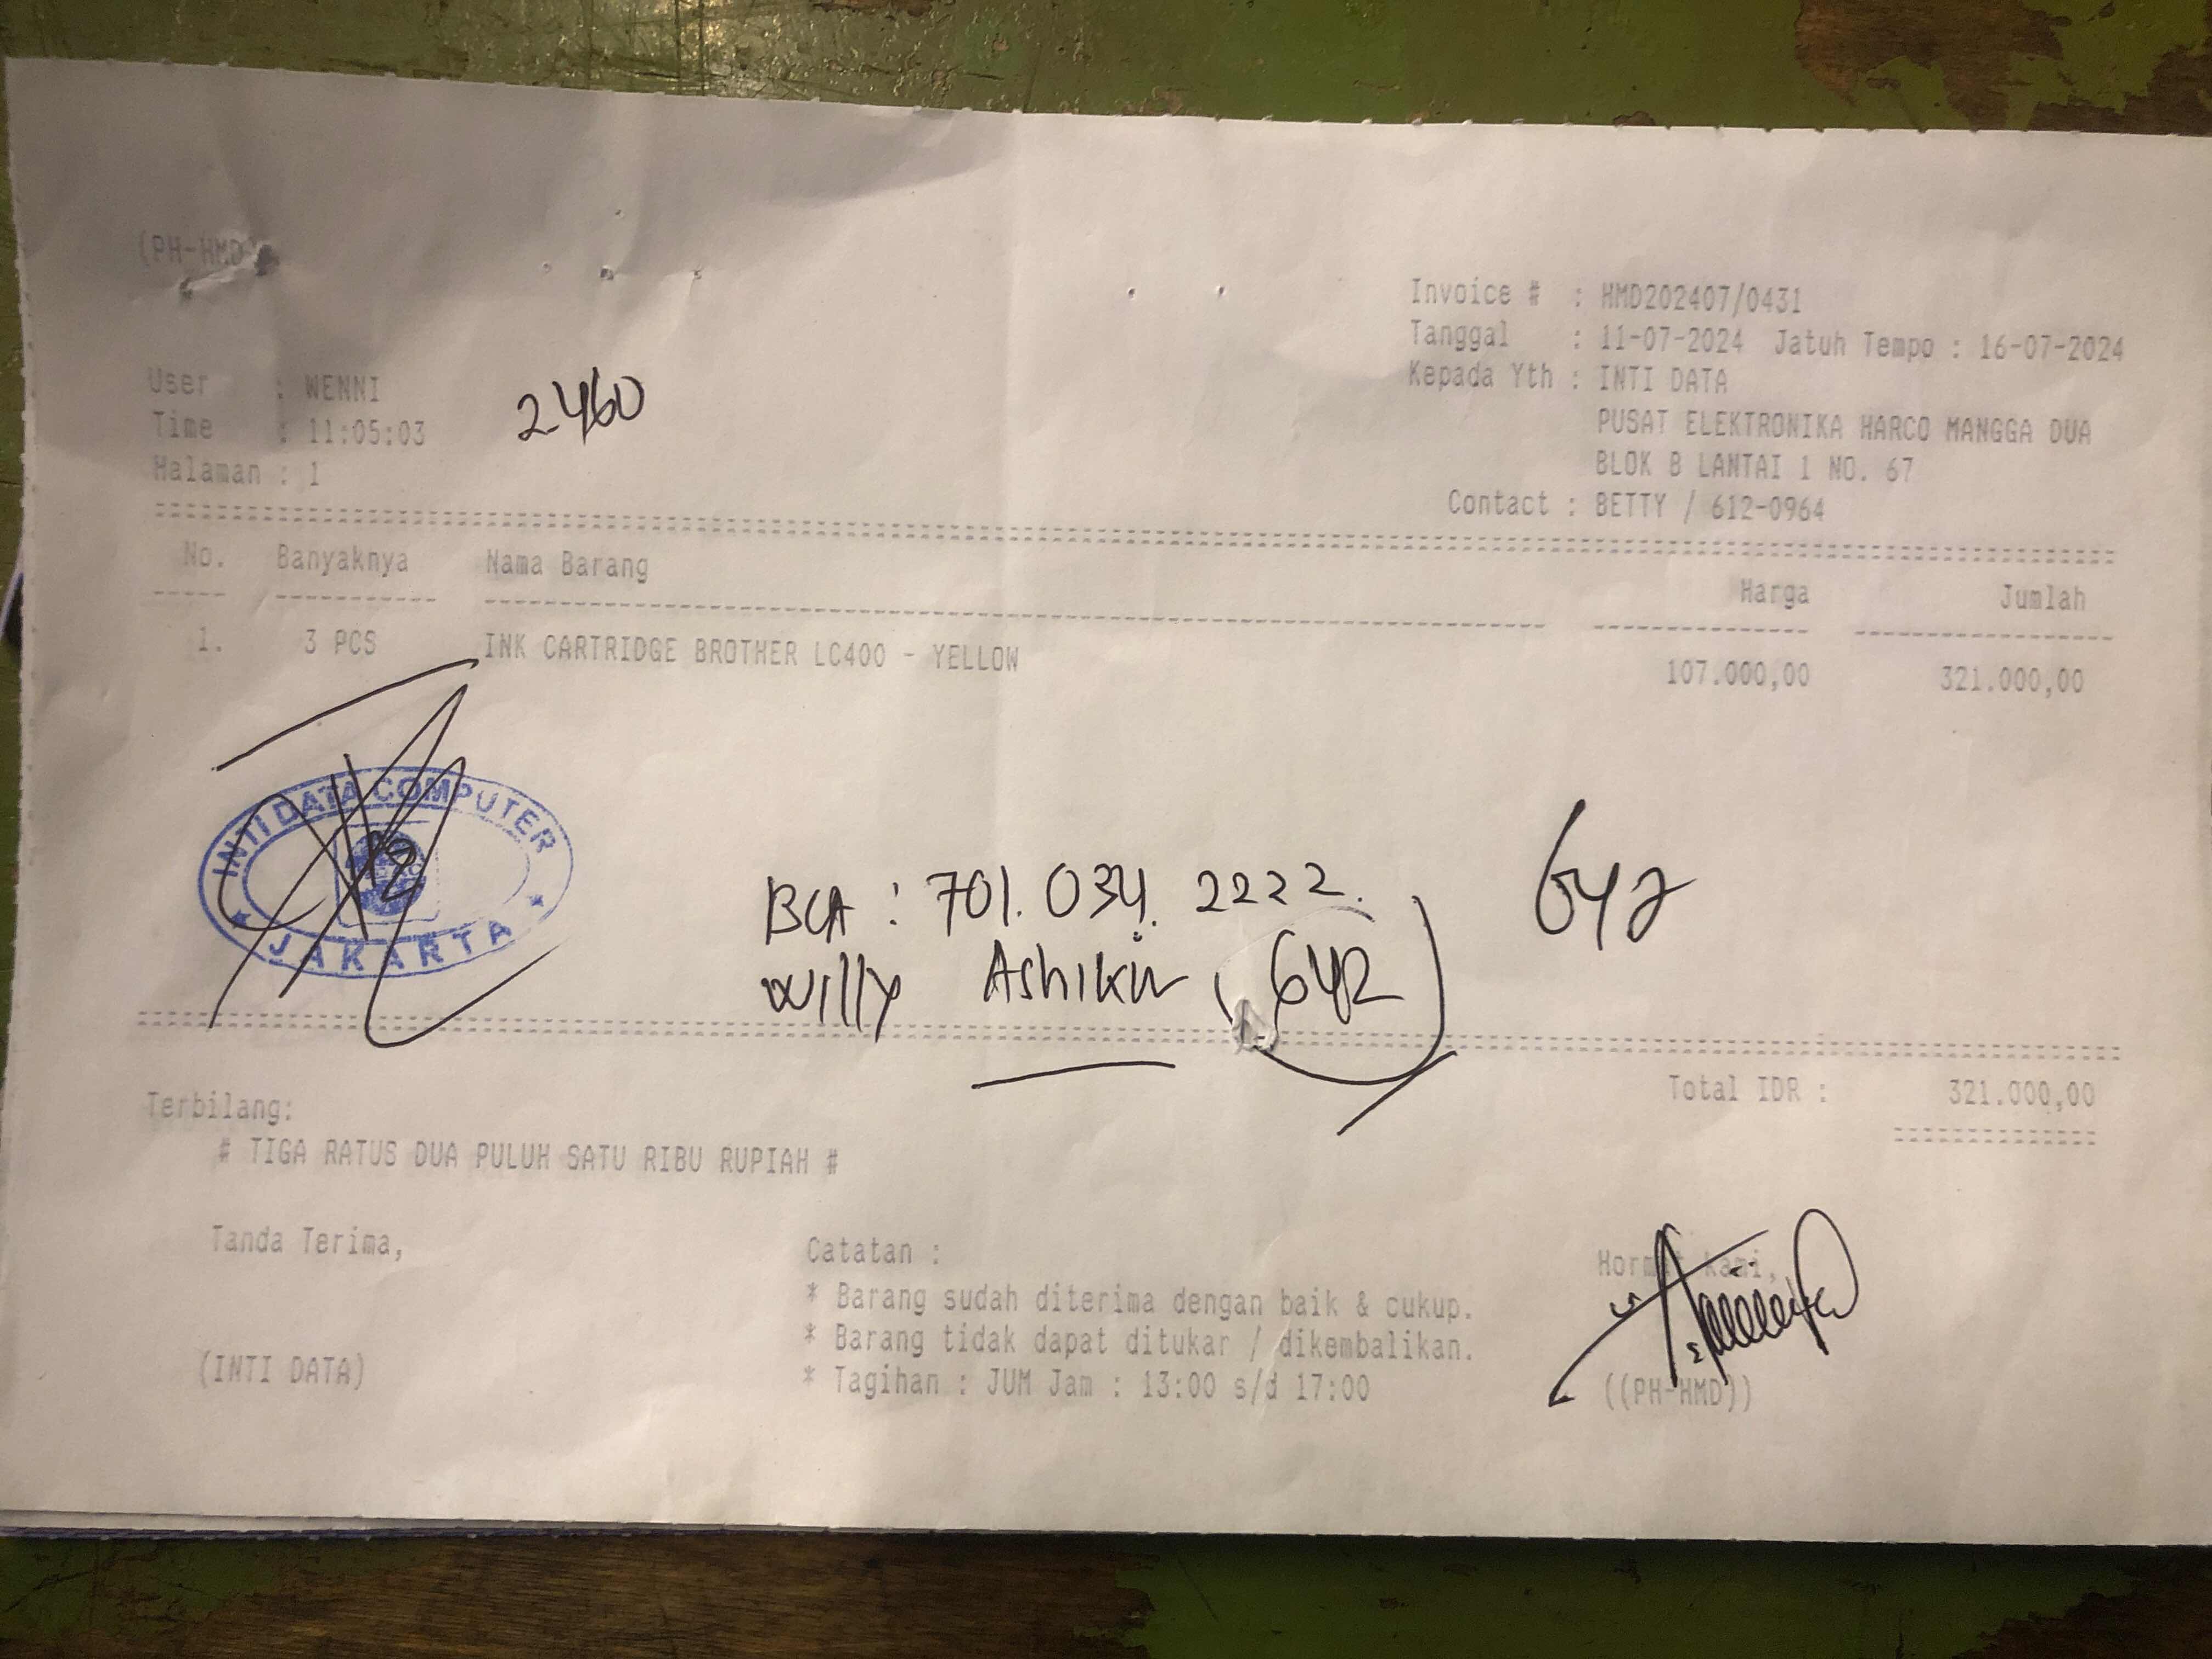 (PH-HMD)
Invoice # : HMD202407/0431
Tanggal : 11-07-2024 Jatuh Tempo : 16-07-2024
Kepada Yth : INTI DATA
PUSAT ELEKTRONIKA HARCO MANGGA DUA
BLOK B LANTAI 1 NO. 67
Contact : BETTY / 612-0964
User : WENNI
Time : 11:05:03
Halaman : 1
2460
No. Banyaknya Nama Barang Harga Jumlah
1. 3 PCS INK CARTRIDGE BROTHER LC400 - YELLOW 107.000,00 321.000,00
INTI DATA COMPUTER
JAKARTA
BCA : 701. 034. 2222.
Willy Ashikin (642)
642
Total IDR : 321.000,00
Terbilang:
# TIGA RATUS DUA PULUH SATU RIBU RUPIAH #
Tanda Terima,
(INTI DATA)
Catatan :
* Barang sudah diterima dengan baik & cukup.
* Barang tidak dapat ditukar / dikembalikan.
* Tagihan : JUM Jam : 13:00 s/d 17:00
Hormat kami,
((PH-HMD))